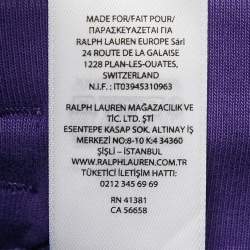 MADE FOR/FAIT POUR/
ΠΑΡΑΣΚΕΥΑΖΕΤΑΙ ΓΙΑ
RALPH LAUREN EUROPE Sàrl
24 ROUTE DE LA GALAISE
1228 PLAN-LES-OUATES,
SWITZERLAND
N.I.F. : IT03945310963
RALPH LAUREN MAĞAZACILIK VE
TİC. LTD. ŞTİ
ESENTEPE KASAP SOK. ALTINAY İŞ
MERKEZİ NO:8-10 K:4 34360
ŞİŞLİ - İSTANBUL
WWW.RALPHLAUREN.COM.TR
TÜKETİCİ İLETİŞİM HATTI:
0212 345 69 69
RN 41381
CA 56658